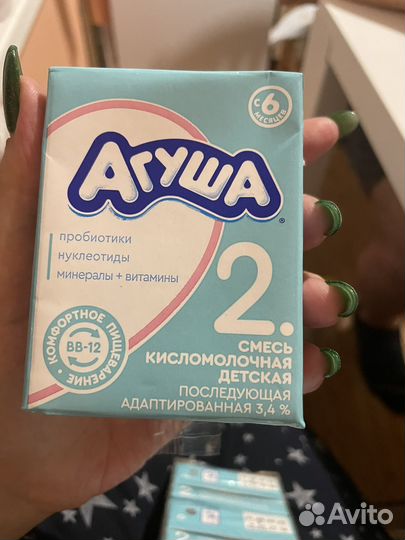 с 6
месяцев
Агуша
®
пробиотики
нуклеотиды
минералы + витамины
2.
КОМФОРТНОЕ ПИЩЕВАРЕНИЕ
BB-12
СМЕСЬ
КИСЛОМОЛОЧНАЯ
ДЕТСКАЯ
ПОСЛЕДУЮЩАЯ
АДАПТИРОВАННАЯ 3,4 %
Avito